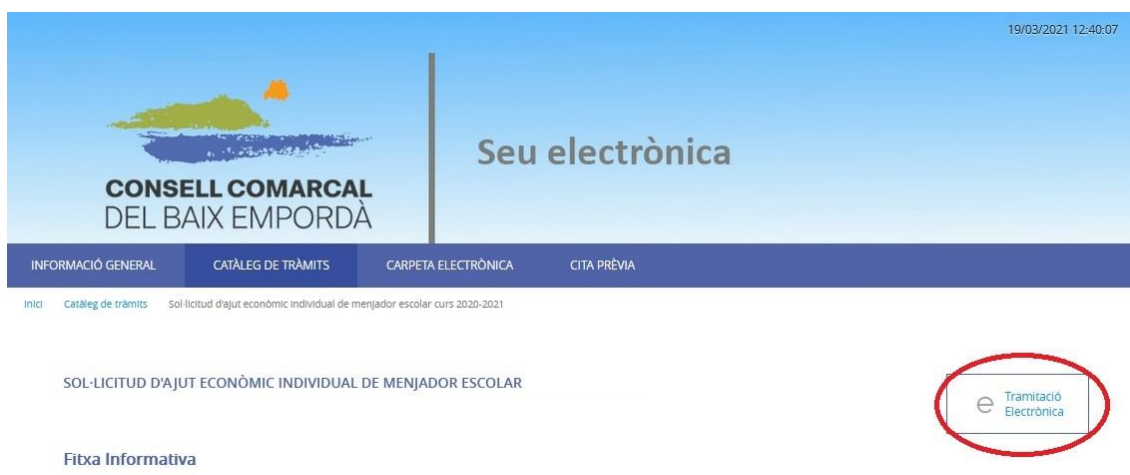 19/03/2021 12:40:07
CONSELL COMARCAL
DEL BAIX EMPORDÀ
Seu electrònica
INFORMACIÓ GENERAL CATÀLEG DE TRÀMITS CARPETA ELECTRÒNICA CITA PRÈVIA
Inici Catàleg de tràmits Sol·licitud d'ajut econòmic individual de menjador escolar curs 2020-2021
SOL·LICITUD D'AJUT ECONÒMIC INDIVIDUAL DE MENJADOR ESCOLAR
e Tramitació
Electrònica
Fitxa Informativa